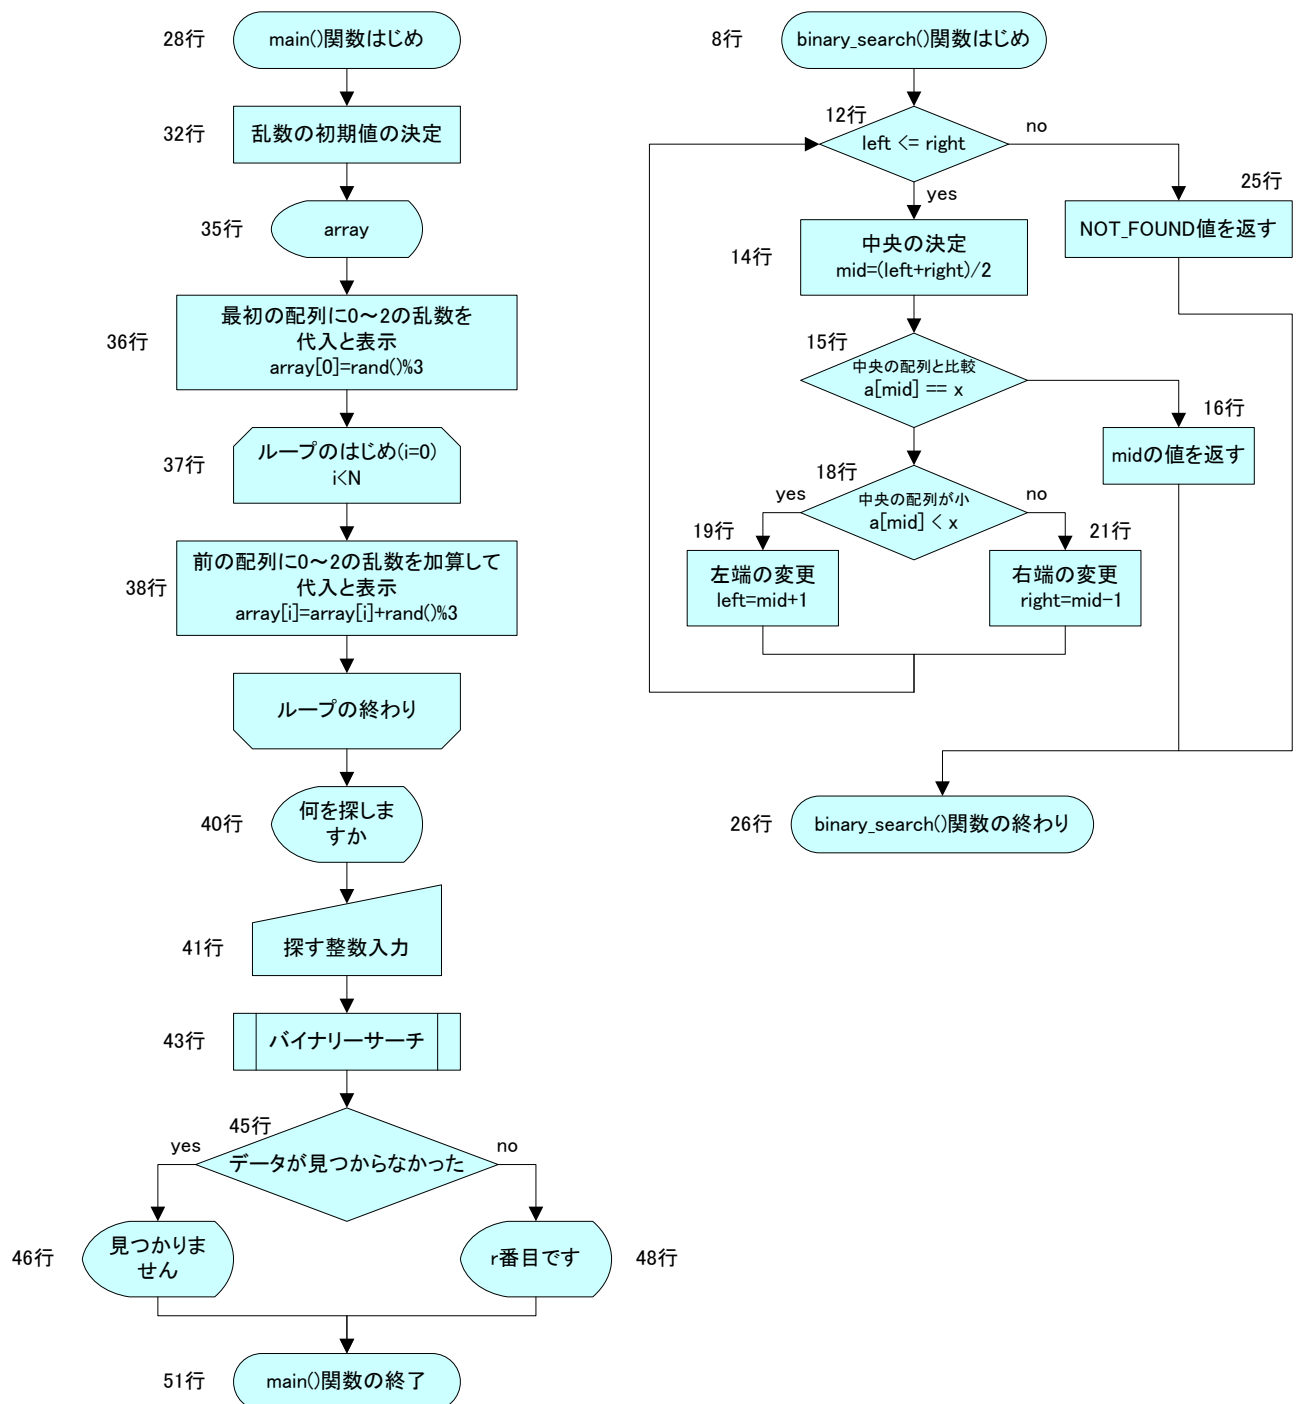 28行
main()関数はじめ
32行
乱数の初期値の決定
35行
array
36行
最初の配列に0～2の乱数を
代入と表示
array[0]=rand()%3
37行
ループのはじめ(i=0)
i<N
38行
前の配列に0～2の乱数を加算して
代入と表示
array[i]=array[i]+rand()%3
ループの終わり
40行
何を探しま
すか
41行
探す整数入力
43行
バイナリーサーチ
45行
yes
no
データが見つからなかった
46行
見つかりま
せん
r番目です
48行
51行
main()関数の終了
8行
binary_search()関数はじめ
12行
left <= right
no
yes
25行
NOT_FOUND値を返す
14行
中央の決定
mid=(left+right)/2
15行
中央の配列と比較
a[mid] == x
16行
midの値を返す
18行
yes
no
中央の配列が小
a[mid] < x
19行
左端の変更
left=mid+1
21行
右端の変更
right=mid-1
26行
binary_search()関数の終わり